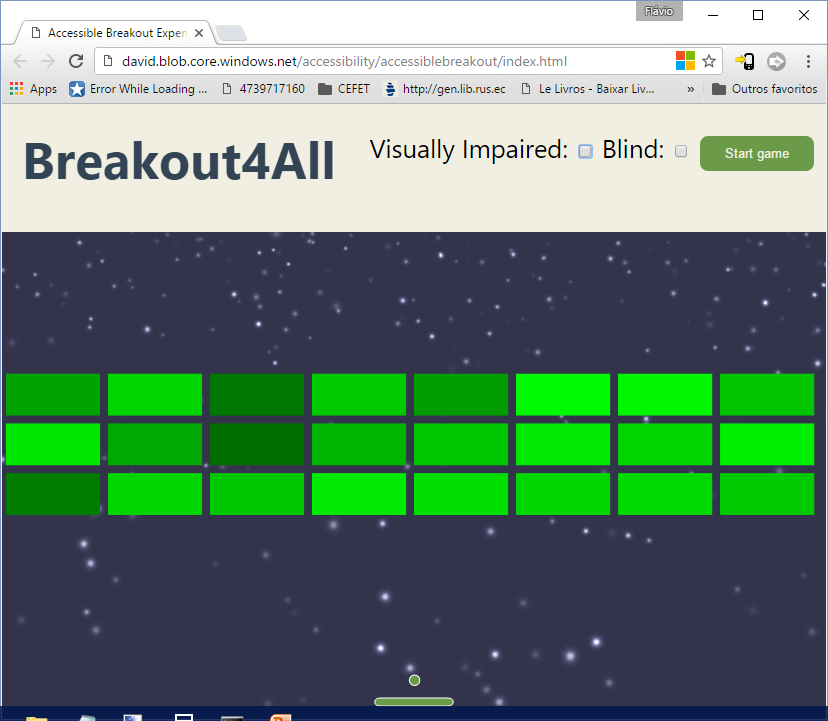 Flávio
Accessible Breakout Exper
david.blob.core.windows.net/accessibility/accessiblebreakout/index.html
Apps Error While Loading ... 4739717160 CEFET http://gen.lib.rus.ec Le Livros - Baixar Liv... » Outros favoritos
Breakout4All Visually Impaired: Blind: Start game